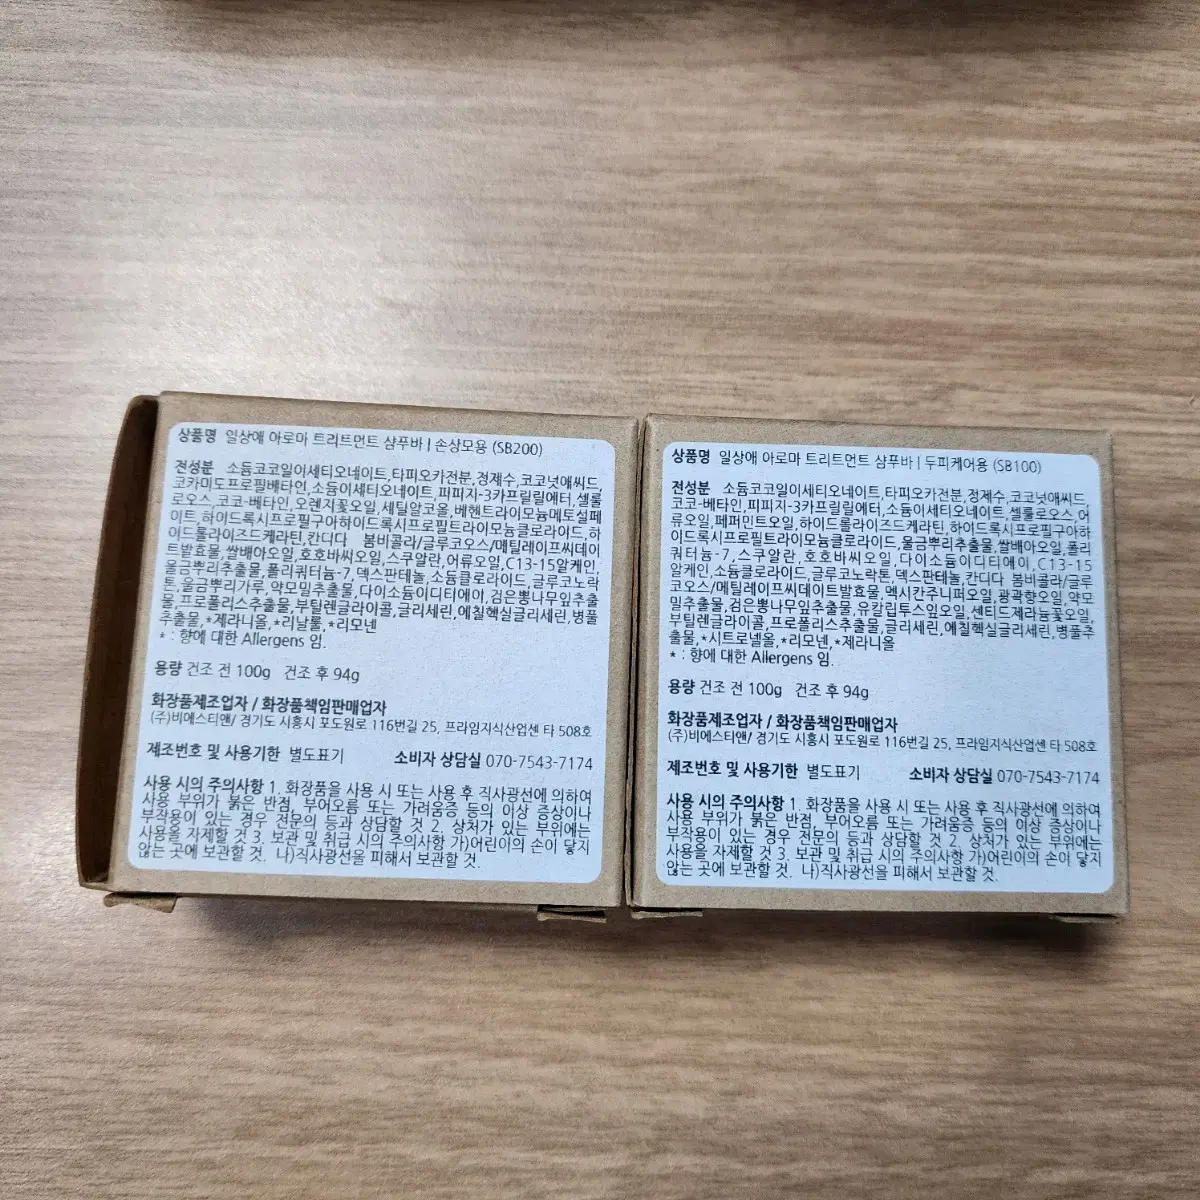 상품명 일상애 아로마 트리트먼트 샴푸바 | 손상모용 (SB200)
전성분 소듐코코일이세티오네이트,타피오카전분,정제수,코코넛애씨드,
코카미도프로필베타인,소듐이세티오네이트,피피지-3카프릴릴에터,셀룰
로오스,코코-베타인,오렌지꽃오일,세틸알코올,베헨트라이모늄메토설페
이트,하이드록시프로필구아하이드록시프로필트라이모늄클로라이드,하
이드롤라이즈드케라틴,칸디다 봄비콜라/글루코오스/메틸레이프씨데이
트발효물,쌀배아오일,호호바씨오일,스쿠알란,어류오일,C13-15알케인,
울금뿌리추출물,폴리쿼터늄-7,덱스판테놀,소듐클로라이드,글루코노락
톤,울금뿌리가루,약모밀추출물,다이소듐이디티에이,검은뽕나무잎추출
물,프로폴리스추출물,부틸렌글라이콜,글리세린,에칠헥실글리세린,병풀
추출물,*제라니올,*리날룰,*리모넨
* : 향에 대한 Allergens 임.
용량 건조 전 100g 건조 후 94g
화장품제조업자 / 화장품책임판매업자
(주)비에스티앤/ 경기도 시흥시 포도원로 116번길 25, 프라임지식산업센 타 508호
제조번호 및 사용기한 별도표기 소비자 상담실 070-7543-7174
사용 시의 주의사항 1. 화장품을 사용 시 또는 사용 후 직사광선에 의하여
사용 부위가 붉은 반점, 부어오름 또는 가려움증 등의 이상 증상이나
부작용이 있는 경우 전문의 등과 상담할 것 2. 상처가 있는 부위에는
사용을 자제할 것 3. 보관 및 취급 시의 주의사항 가)어린이의 손이 닿지
않는 곳에 보관할 것. 나)직사광선을 피해서 보관할 것.
상품명 일상애 아로마 트리트먼트 샴푸바 | 두피케어용 (SB100)
전성분 소듐코코일이세티오네이트,타피오카전분,정제수,코코넛애씨드,
코코-베타인,피피지-3카프릴릴에터,소듐이세티오네이트,셀룰로오스,어
류오일,페퍼민트오일,하이드롤라이즈드케라틴,하이드록시프로필구아하
이드록시프로필트라이모늄클로라이드,울금뿌리추출물,쌀배아오일,폴리
쿼터늄-7,스쿠알란,호호바씨오일,다이소듐이디티에이,C13-15
알케인,소듐클로라이드,글루코노락톤,덱스판테놀,칸디다 봄비콜라/글루
코오스/메틸레이프씨데이트발효물,멕시칸주니퍼오일,광곽향오일,약모
밀추출물,검은뽕나무잎추출물,유칼립투스잎오일,센티드제라늄꽃오일,
부틸렌글라이콜,프로폴리스추출물,글리세린,에칠헥실글리세린,병풀추
출물,*시트로넬올,*리모넨,*제라니올
* : 향에 대한 Allergens 임.
용량 건조 전 100g 건조 후 94g
화장품제조업자 / 화장품책임판매업자
(주)비에스티앤/ 경기도 시흥시 포도원로 116번길 25, 프라임지식산업센 타 508호
제조번호 및 사용기한 별도표기 소비자 상담실 070-7543-7174
사용 시의 주의사항 1. 화장품을 사용 시 또는 사용 후 직사광선에 의하여
사용 부위가 붉은 반점, 부어오름 또는 가려움증 등의 이상 증상이나
부작용이 있는 경우 전문의 등과 상담할 것 2. 상처가 있는 부위에는
사용을 자제할 것 3. 보관 및 취급 시의 주의사항 가)어린이의 손이 닿지
않는 곳에 보관할 것. 나)직사광선을 피해서 보관할 것.